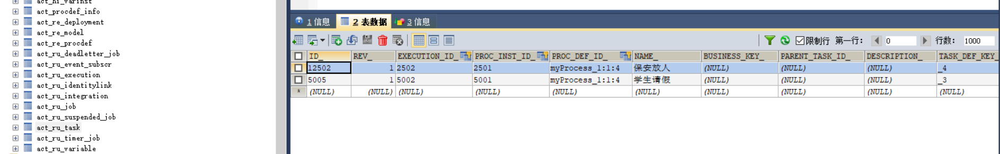 act_hi_varinst
act_procdef_info
act_re_deployment
act_re_model
act_re_procdef
act_ru_deadletter_job
act_ru_event_subscr
act_ru_execution
act_ru_identitylink
act_ru_integration
act_ru_job
act_ru_suspended_job
act_ru_task
act_ru_timer_job
act_ru_variable
1 信息 2 表数据 3 信息
限制行 第一行: 0 行数: 1000
ID_ REV_ EXECUTION_ID_ PROC_INST_ID_ PROC_DEF_ID_ NAME_ BUSINESS_KEY_ PARENT_TASK_ID_ DESCRIPTION_ TASK_DEF_KEY_
12502 1 2502 2501 myProcess_1:1:4 保安放人 (NULL) (NULL) (NULL) _4
5005 1 5002 5001 myProcess_1:1:4 学生请假 (NULL) (NULL) (NULL) _3
* (NULL) (NULL) (NULL) (NULL) (NULL) (NULL) (NULL) (NULL) (NULL) (NULL)